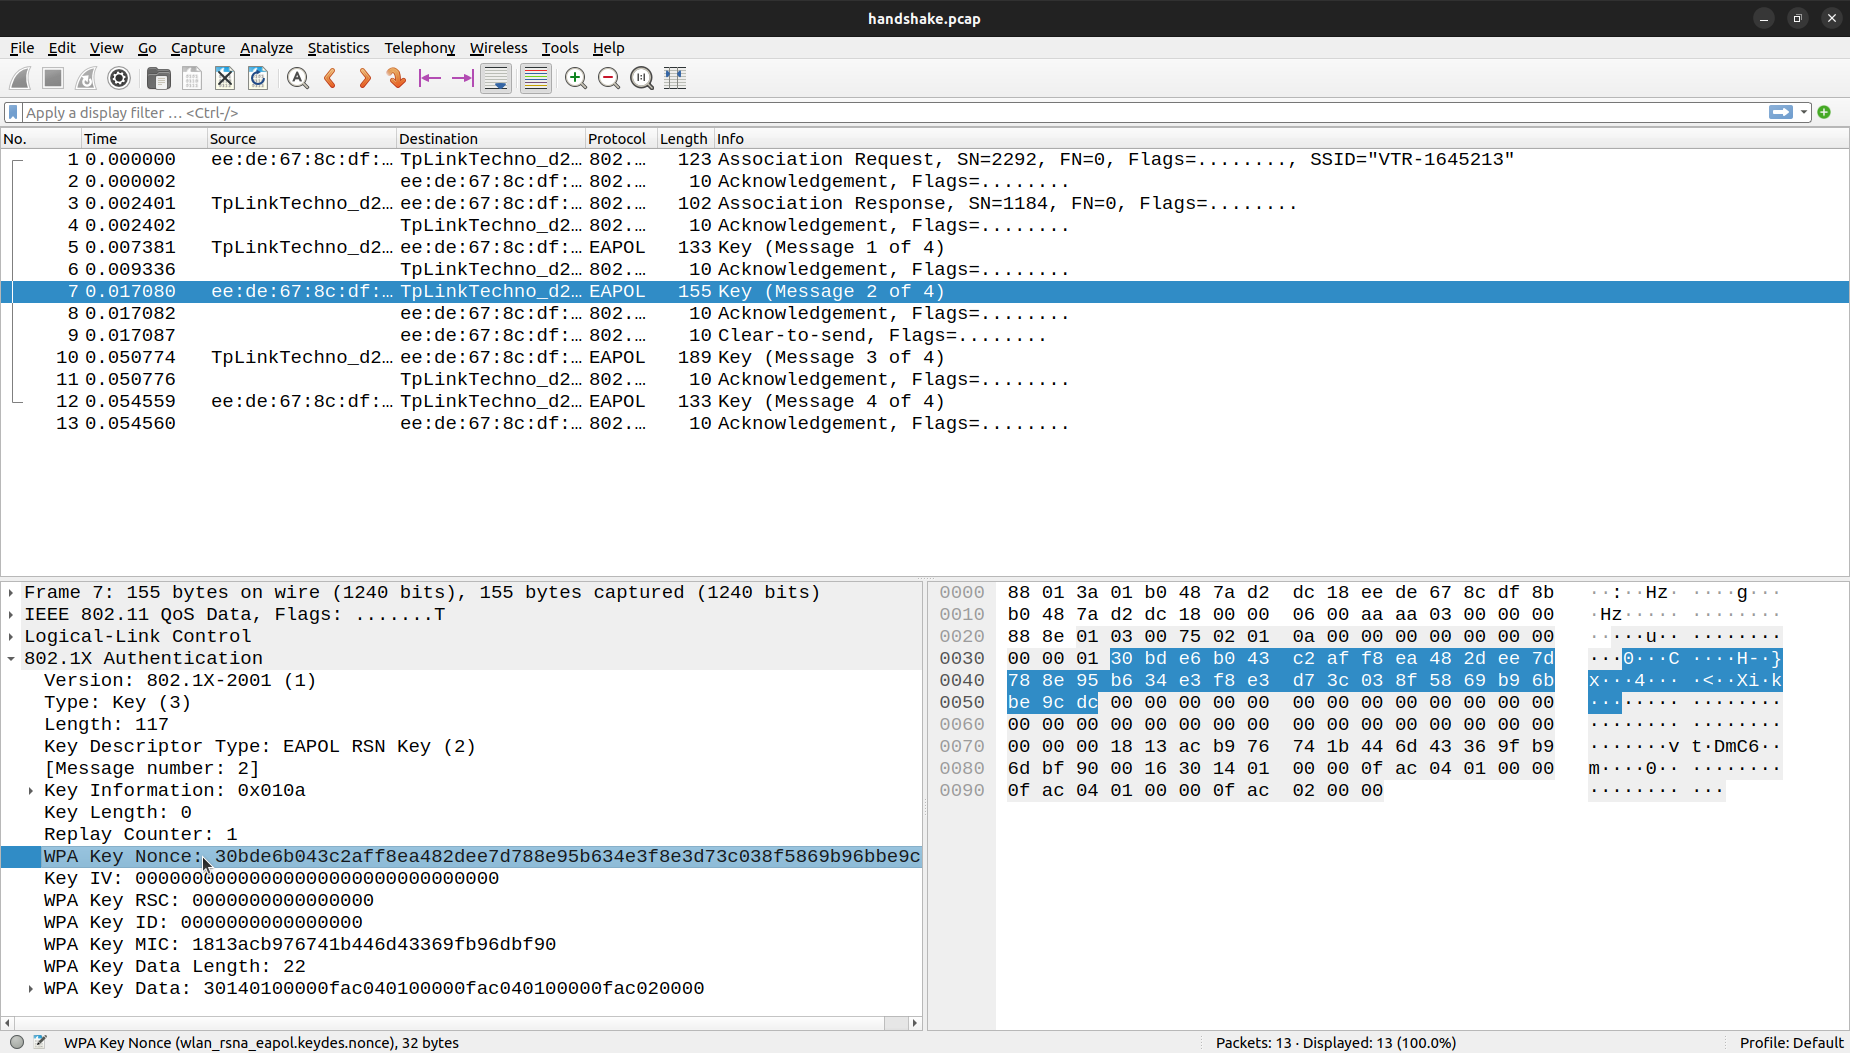 handshake.pcap
File Edit View Go Capture Analyze Statistics Telephony Wireless Tools Help
Apply a display filter … <Ctrl-/>
No. Time Source Destination Protocol Length Info
1 0.000000 ee:de:67:8c:df:… TpLinkTechno_d2… 802.… 123 Association Request, SN=2292, FN=0, Flags=........, SSID="VTR-1645213"
2 0.000002 ee:de:67:8c:df:… 802.… 10 Acknowledgement, Flags=........
3 0.002401 TpLinkTechno_d2… ee:de:67:8c:df:… 802.… 102 Association Response, SN=1184, FN=0, Flags=........
4 0.002402 TpLinkTechno_d2… 802.… 10 Acknowledgement, Flags=........
5 0.007381 TpLinkTechno_d2… ee:de:67:8c:df:… EAPOL 133 Key (Message 1 of 4)
6 0.009336 TpLinkTechno_d2… 802.… 10 Acknowledgement, Flags=........
7 0.017080 ee:de:67:8c:df:… TpLinkTechno_d2… EAPOL 155 Key (Message 2 of 4)
8 0.017082 ee:de:67:8c:df:… 802.… 10 Acknowledgement, Flags=........
9 0.017087 ee:de:67:8c:df:… 802.… 10 Clear-to-send, Flags=........
10 0.050774 TpLinkTechno_d2… ee:de:67:8c:df:… EAPOL 189 Key (Message 3 of 4)
11 0.050776 TpLinkTechno_d2… 802.… 10 Acknowledgement, Flags=........
12 0.054559 ee:de:67:8c:df:… TpLinkTechno_d2… EAPOL 133 Key (Message 4 of 4)
13 0.054560 ee:de:67:8c:df:… 802.… 10 Acknowledgement, Flags=........
Frame 7: 155 bytes on wire (1240 bits), 155 bytes captured (1240 bits)
IEEE 802.11 QoS Data, Flags: .......T
Logical-Link Control
802.1X Authentication
Version: 802.1X-2001 (1)
Type: Key (3)
Length: 117
Key Descriptor Type: EAPOL RSN Key (2)
[Message number: 2]
Key Information: 0x010a
Key Length: 0
Replay Counter: 1
WPA Key Nonce: 30bde6b043c2aff8ea482dee7d788e95b634e3f8e3d73c038f5869b96bbe9c
Key IV: 00000000000000000000000000000000
WPA Key RSC: 0000000000000000
WPA Key ID: 0000000000000000
WPA Key MIC: 1813acb976741b446d43369fb96dbf90
WPA Key Data Length: 22
WPA Key Data: 30140100000fac040100000fac040100000fac020000
0000 88 01 3a 01 b0 48 7a d2 dc 18 ee de 67 8c df 8b ··:··Hz· ····g···
0010 b0 48 7a d2 dc 18 00 00 06 00 aa aa 03 00 00 00 ·Hz····· ········
0020 88 8e 01 03 00 75 02 01 0a 00 00 00 00 00 00 00 ·····u·· ········
0030 00 00 01 30 bd e6 b0 43 c2 af f8 ea 48 2d ee 7d ···0···C ····H-·}
0040 78 8e 95 b6 34 e3 f8 e3 d7 3c 03 8f 58 69 b9 6b x···4··· ·<··Xi·k
0050 be 9c dc 00 00 00 00 00 00 00 00 00 00 00 00 00 ········ ········
0060 00 00 00 00 00 00 00 00 00 00 00 00 00 00 00 00 ········ ········
0070 00 00 00 18 13 ac b9 76 74 1b 44 6d 43 36 9f b9 ·······v t·DmC6··
0080 6d bf 90 00 16 30 14 01 00 00 0f ac 04 01 00 00 m····0·· ········
0090 0f ac 04 01 00 00 0f ac 02 00 00 ········ ···
WPA Key Nonce (wlan_rsna_eapol.keydes.nonce), 32 bytes
Packets: 13 · Displayed: 13 (100.0%)
Profile: Default